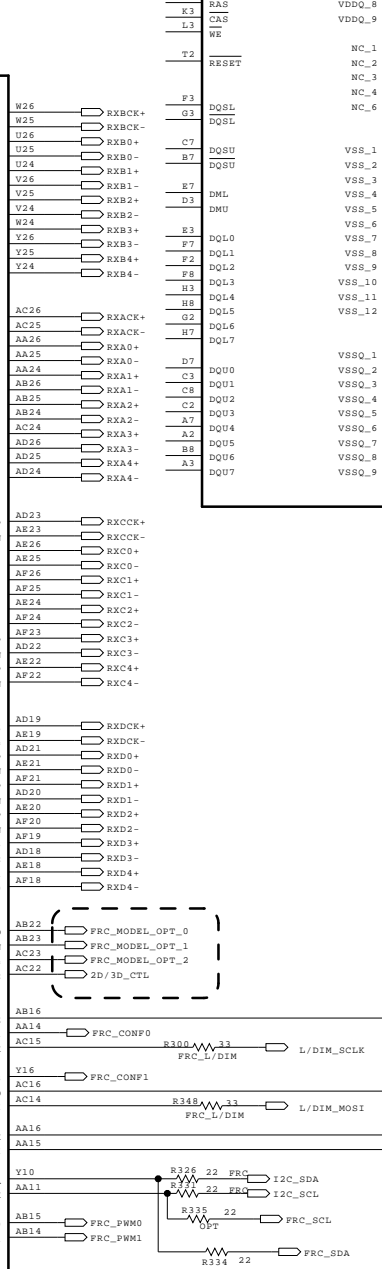 RAS VDDQ_8
K3 CAS VDDQ_9
L3 WE
NC_1
T2 RESET NC_2
NC_3
NC_4
F3 DQSL NC_6
G3 DQSL
C7 DQSU VSS_1
B7 DQSU VSS_2
VSS_3
E7 DML VSS_4
D3 DMU VSS_5
VSS_6
E3 DQL0 VSS_7
F7 DQL1 VSS_8
F2 DQL2 VSS_9
F8 DQL3 VSS_10
H3 DQL4 VSS_11
H8 DQL5 VSS_12
G2 DQL6
H7 DQL7
VSSQ_1
D7 DQU0 VSSQ_2
C3 DQU1 VSSQ_3
C8 DQU2 VSSQ_4
C2 DQU3 VSSQ_5
A7 DQU4 VSSQ_6
A2 DQU5 VSSQ_7
B8 DQU6 VSSQ_8
A3 DQU7 VSSQ_9
W26 RXBCK+
W25 RXBCK-
U26 RXB0+
U25 RXB0-
U24 RXB1+
V26 RXB1-
V25 RXB2+
V24 RXB2-
W24 RXB3+
Y26 RXB3-
Y25 RXB4+
Y24 RXB4-
AC26 RXACK+
AC25 RXACK-
AA26 RXA0+
AA25 RXA0-
AA24 RXA1+
AB26 RXA1-
AB25 RXA2+
AB24 RXA2-
AC24 RXA3+
AD26 RXA3-
AD25 RXA4+
AD24 RXA4-
AD23 RXCCK+
AE23 RXCCK-
AE26 RXC0+
AE25 RXC0-
AF26 RXC1+
AF25 RXC1-
AE24 RXC2+
AF24 RXC2-
AF23 RXC3+
AD22 RXC3-
AE22 RXC4+
AF22 RXC4-
AD19 RXDCK+
AE19 RXDCK-
AD21 RXD0+
AE21 RXD0-
AF21 RXD1+
AD20 RXD1-
AE20 RXD2+
AF20 RXD2-
AF19 RXD3+
AD18 RXD3-
AE18 RXD4+
AF18 RXD4-
AB22 FRC_MODEL_OPT_0
AB23 FRC_MODEL_OPT_1
AC23 FRC_MODEL_OPT_2
AC22 2D/3D_CTL
AB16
AA14 FRC_CONF0
AC15 R300 33 L/DIM_SCLK
FRC_L/DIM
Y16 FRC_CONF1
AC16
AC14 R348 33 L/DIM_MOSI
FRC_L/DIM
AA16
AA15
Y10 R326 22 FRC I2C_SDA
AA11 R331 22 FRC I2C_SCL
AB15 FRC_PWM0 R335 22 FRC_SCL
OPT
AB14 FRC_PWM1
R334 22 FRC_SDA